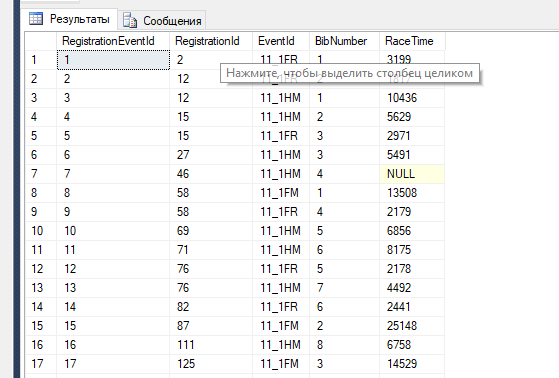 Результаты Сообщения
RegistrationEventId RegistrationId EventId BibNumber RaceTime
1 1 2 11_1FR 1 3199
Нажмите, чтобы выделить столбец целиком
2 2 12
3 3 12 11_1HM 1 10436
4 4 15 11_1HM 2 5629
5 5 15 11_1FR 3 2971
6 6 27 11_1HM 3 5491
7 7 46 11_1HM 4 NULL
8 8 58 11_1FM 1 13508
9 9 58 11_1FR 4 2179
10 10 69 11_1HM 5 6856
11 11 71 11_1HM 6 8175
12 12 76 11_1FR 5 2178
13 13 76 11_1HM 7 4492
14 14 82 11_1FR 6 2441
15 15 87 11_1FM 2 25148
16 16 111 11_1HM 8 6758
17 17 125 11_1FM 3 14529